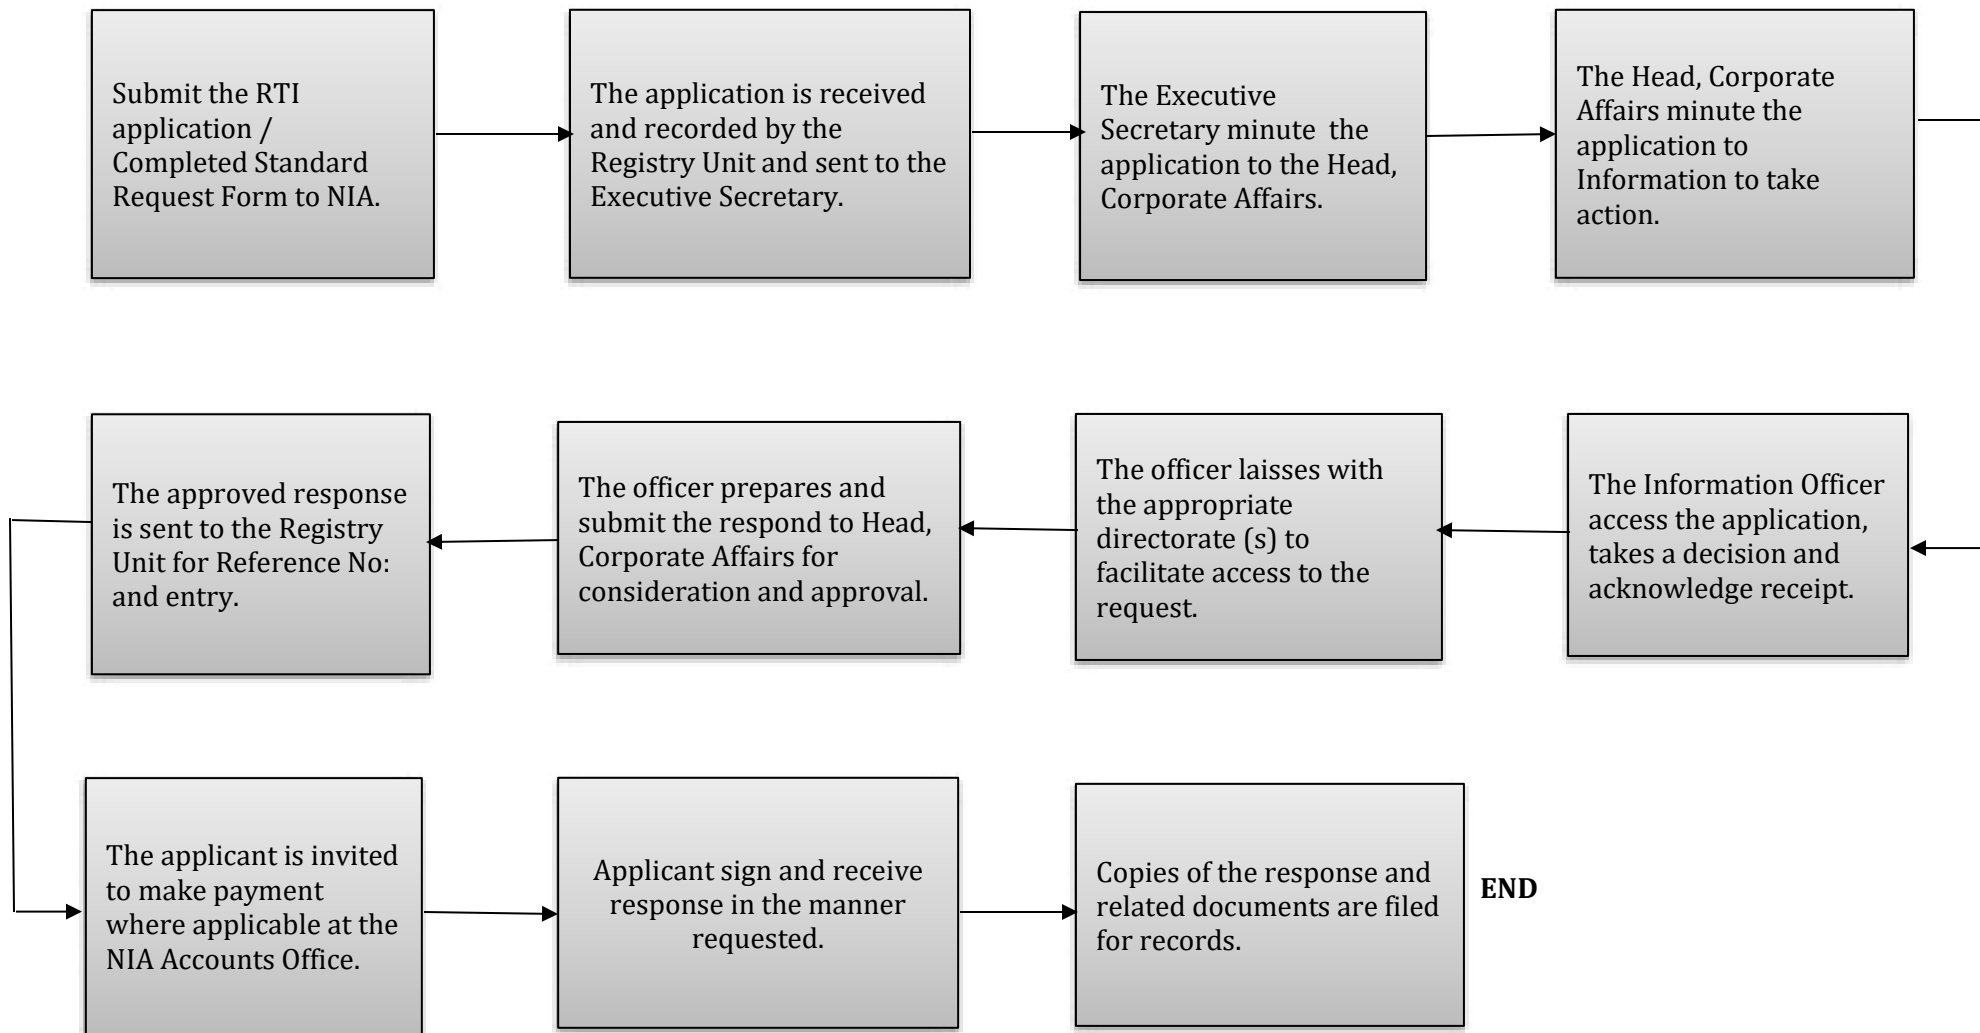 Submit the RTI
application /
Completed Standard
Request Form to NIA.
The application is received
and recorded by the
Registry Unit and sent to the
Executive Secretary.
The Executive
Secretary minute  the
application to the Head,
Corporate Affairs.
The Head, Corporate
Affairs minute the
application to
Information to take
action.
The Information Officer
access the application,
takes a decision and
acknowledge receipt.
The officer laisses with
the appropriate
directorate (s) to
facilitate access to the
request.
The officer prepares and
submit the respond to Head,
Corporate Affairs for
consideration and approval.
The approved response
is sent to the Registry
Unit for Reference No:
and entry.
The applicant is invited
to make payment
where applicable at the
NIA Accounts Office.
Applicant sign and receive
response in the manner
requested.
Copies of the response and
related documents are filed
for records.
END